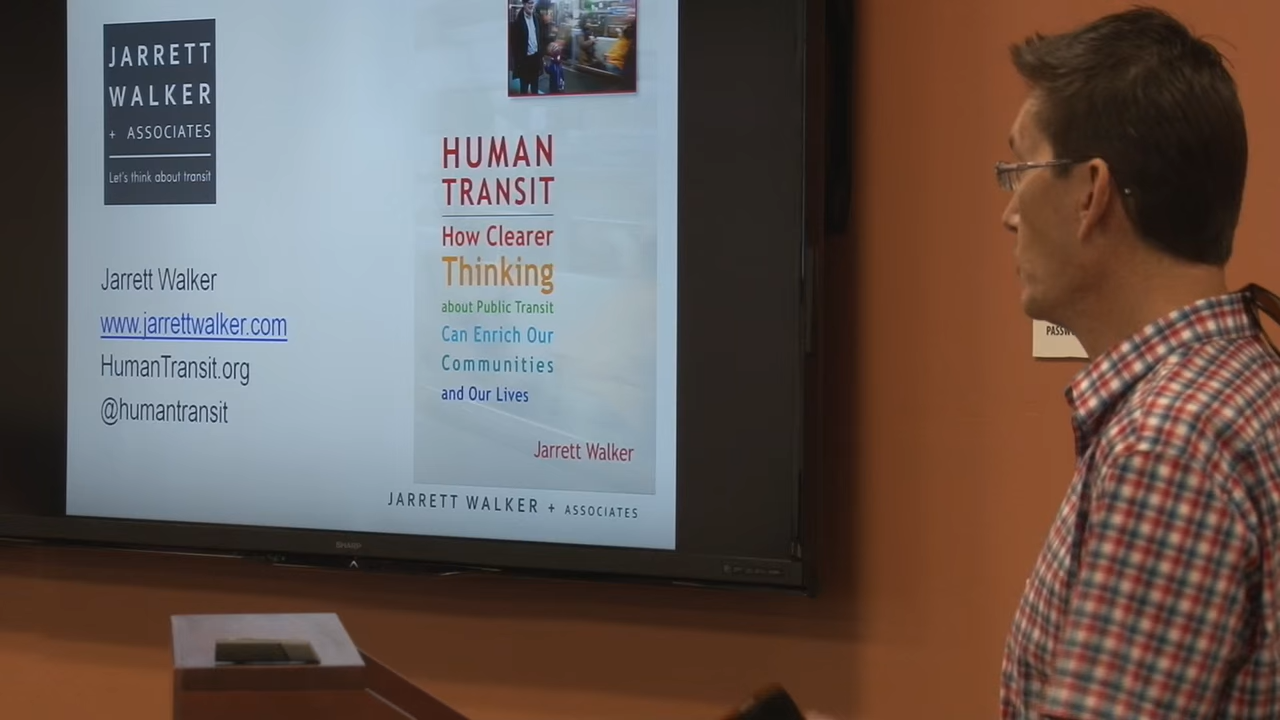 JARRETT
WALKER
+ ASSOCIATES
Let's think about transit
Jarrett Walker
www.jarrettwalker.com
HumanTransit.org
@humantransit
HUMAN
TRANSIT
How Clearer
Thinking
about Public Transit
Can Enrich Our
Communities
and Our Lives
Jarrett Walker
JARRETT WALKER + ASSOCIATES
SHARP